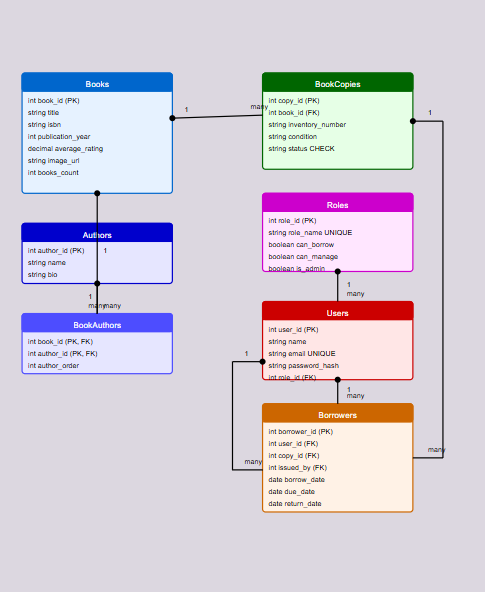 Books
int book_id (PK)
string title
string isbn
int publication_year
decimal average_rating
string image_url
int books_count
1
many
BookCopies
int copy_id (PK)
int book_id (FK)
string inventory_number
string condition
string status CHECK
1
Authors
int author_id (PK)
string name
string bio
1
1
many
many
BookAuthors
int book_id (PK, FK)
int author_id (PK, FK)
int author_order
Roles
int role_id (PK)
string role_name UNIQUE
boolean can_borrow
boolean can_manage
boolean is_admin
1
many
Users
int user_id (PK)
string name
string email UNIQUE
string password_hash
int role_id (FK)
1
1
many
many
many
Borrowers
int borrower_id (PK)
int user_id (FK)
int copy_id (FK)
int issued_by (FK)
date borrow_date
date due_date
date return_date